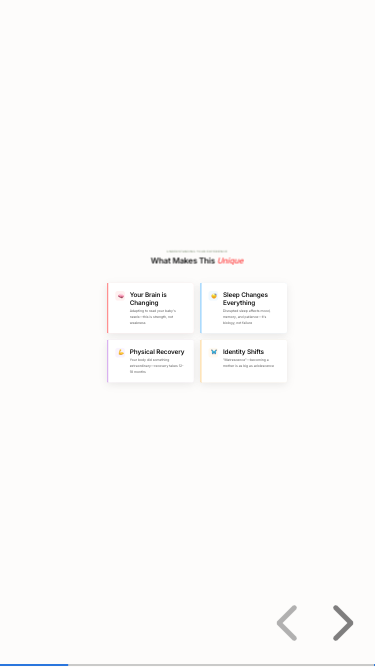 What Makes This Unique
Your Brain is
Changing
Adapting to read your baby's
needs—this is strength, not
weakness
Sleep Changes
Everything
Disrupted sleep affects mood,
memory, and patience—it's
biology, not failure
Physical Recovery
Your body did something
extraordinary—recovery takes 12-
18 months
Identity Shifts
"Matrescence"—becoming a
mother is as big as adolescence